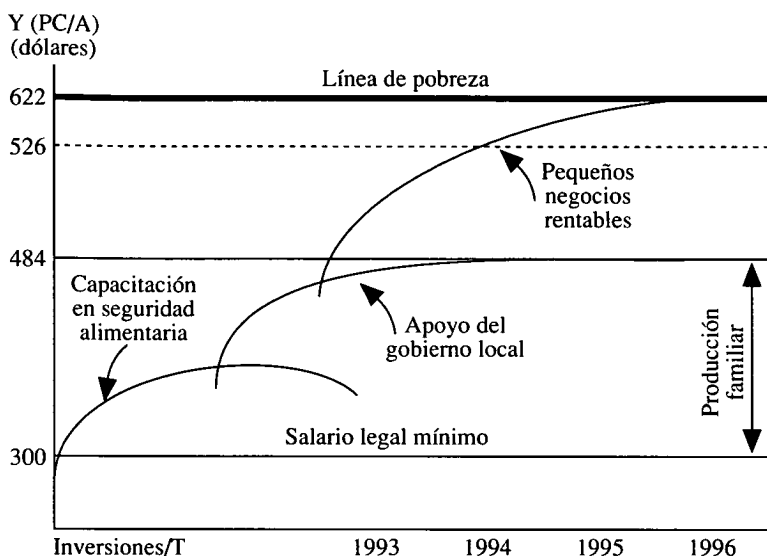 Y (PC/A)
(dólares)
Línea de pobreza
622
526
Pequeños
negocios
rentables
484
Capacitación
en seguridad
alimentaria
Apoyo del
gobierno local
Producción
familiar
Salario legal mínimo
300
Inversiones/T 1993 1994 1995 1996